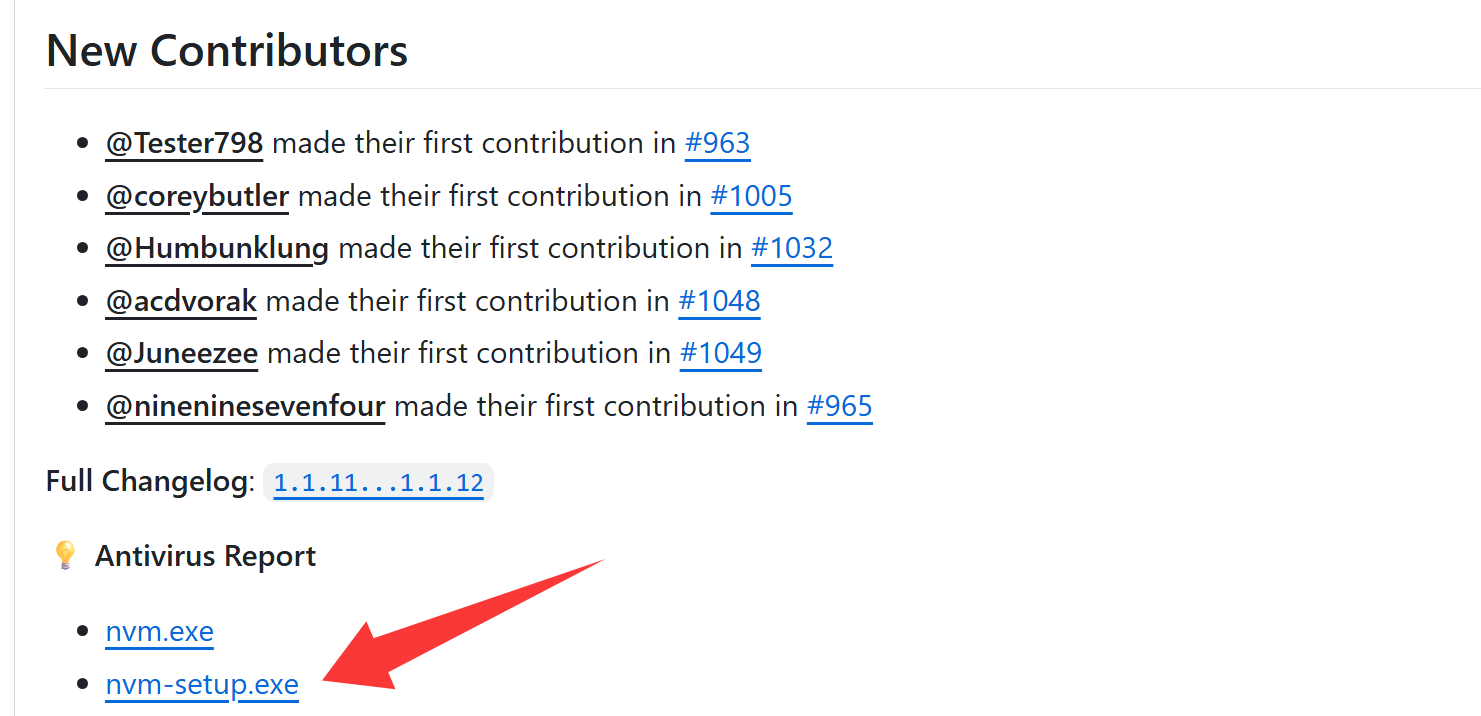 New Contributors
@Tester798 made their first contribution in #963
@coreybutler made their first contribution in #1005
@Humbunklung made their first contribution in #1032
@acdvorak made their first contribution in #1048
@Juneezee made their first contribution in #1049
@nineninesevenfour made their first contribution in #965
Full Changelog: 1.1.11...1.1.12
💡 Antivirus Report
nvm.exe
nvm-setup.exe